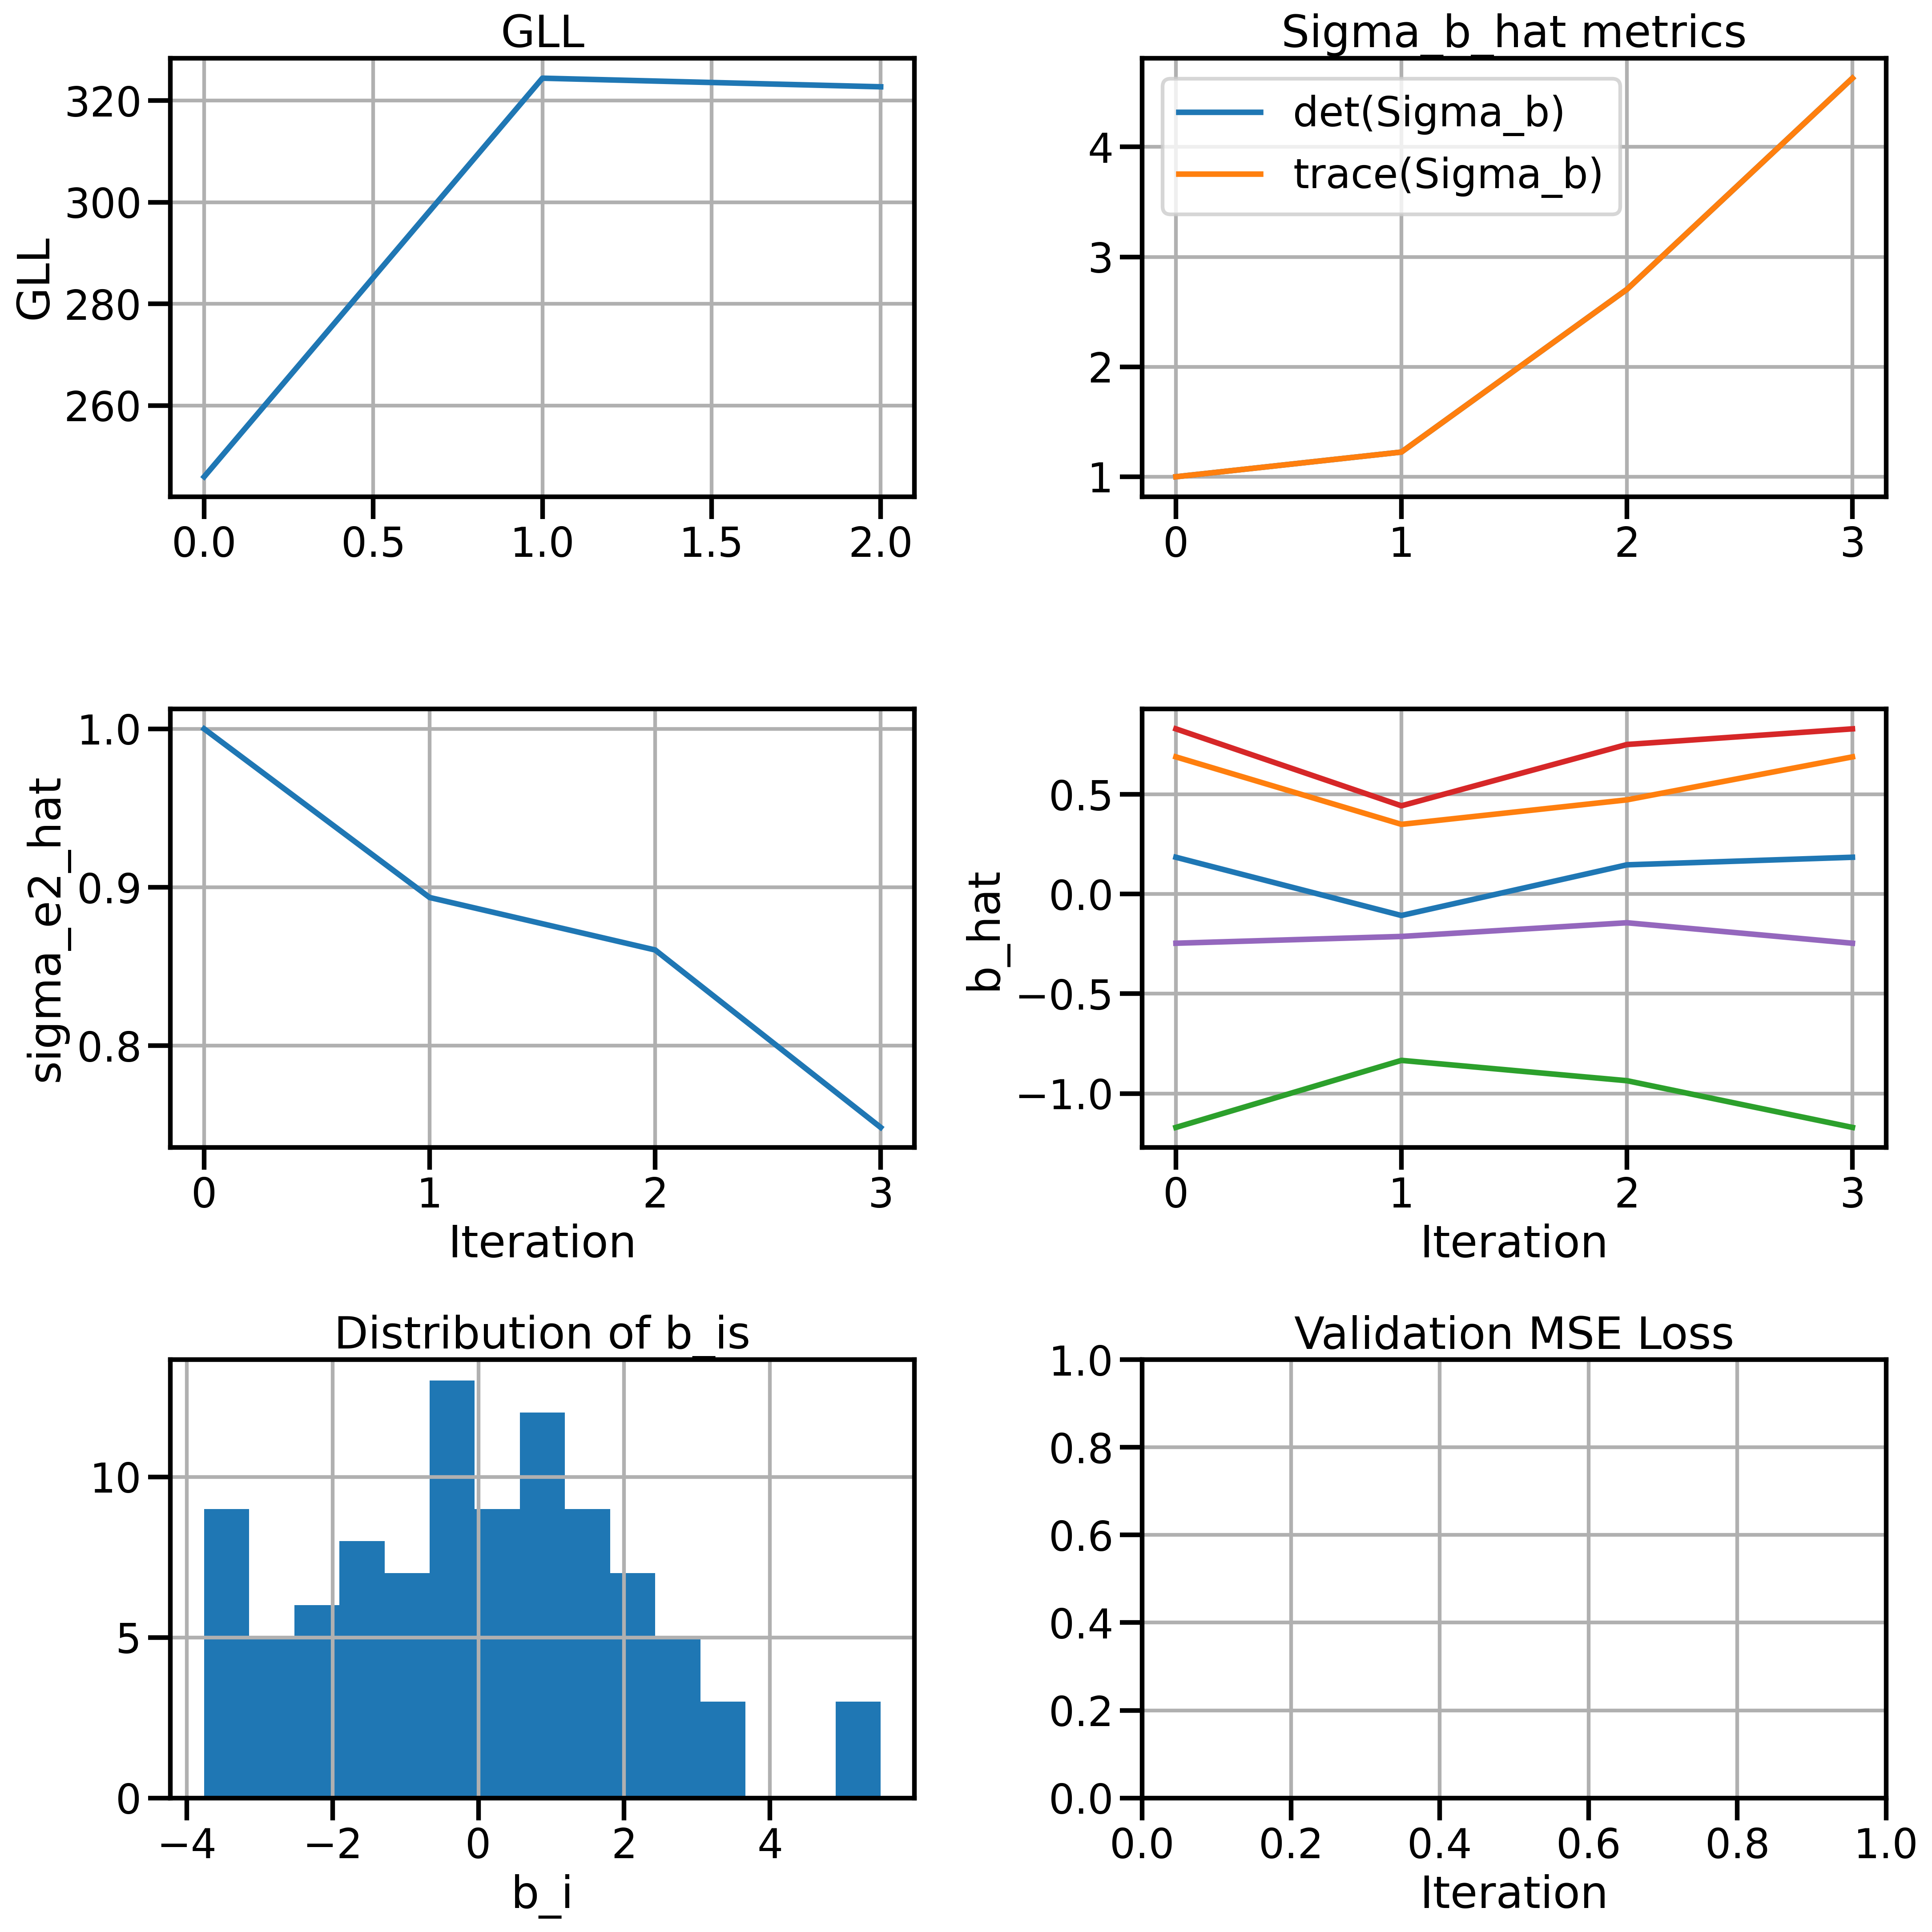 GLL
GLL
320
300
280
260
0.0 0.5 1.0 1.5 2.0
Sigma_b_hat metrics
det(Sigma_b)
trace(Sigma_b)
4
3
2
1
0 1 2 3
sigma_e2_hat
1.0
0.9
0.8
0 1 2 3
Iteration
b_hat
0.5
0.0
−0.5
−1.0
0 1 2 3
Iteration
Distribution of b_is
10
5
0
−4 −2 0 2 4
b_i
Validation MSE Loss
1.0
0.8
0.6
0.4
0.2
0.0
0.0 0.2 0.4 0.6 0.8 1.0
Iteration